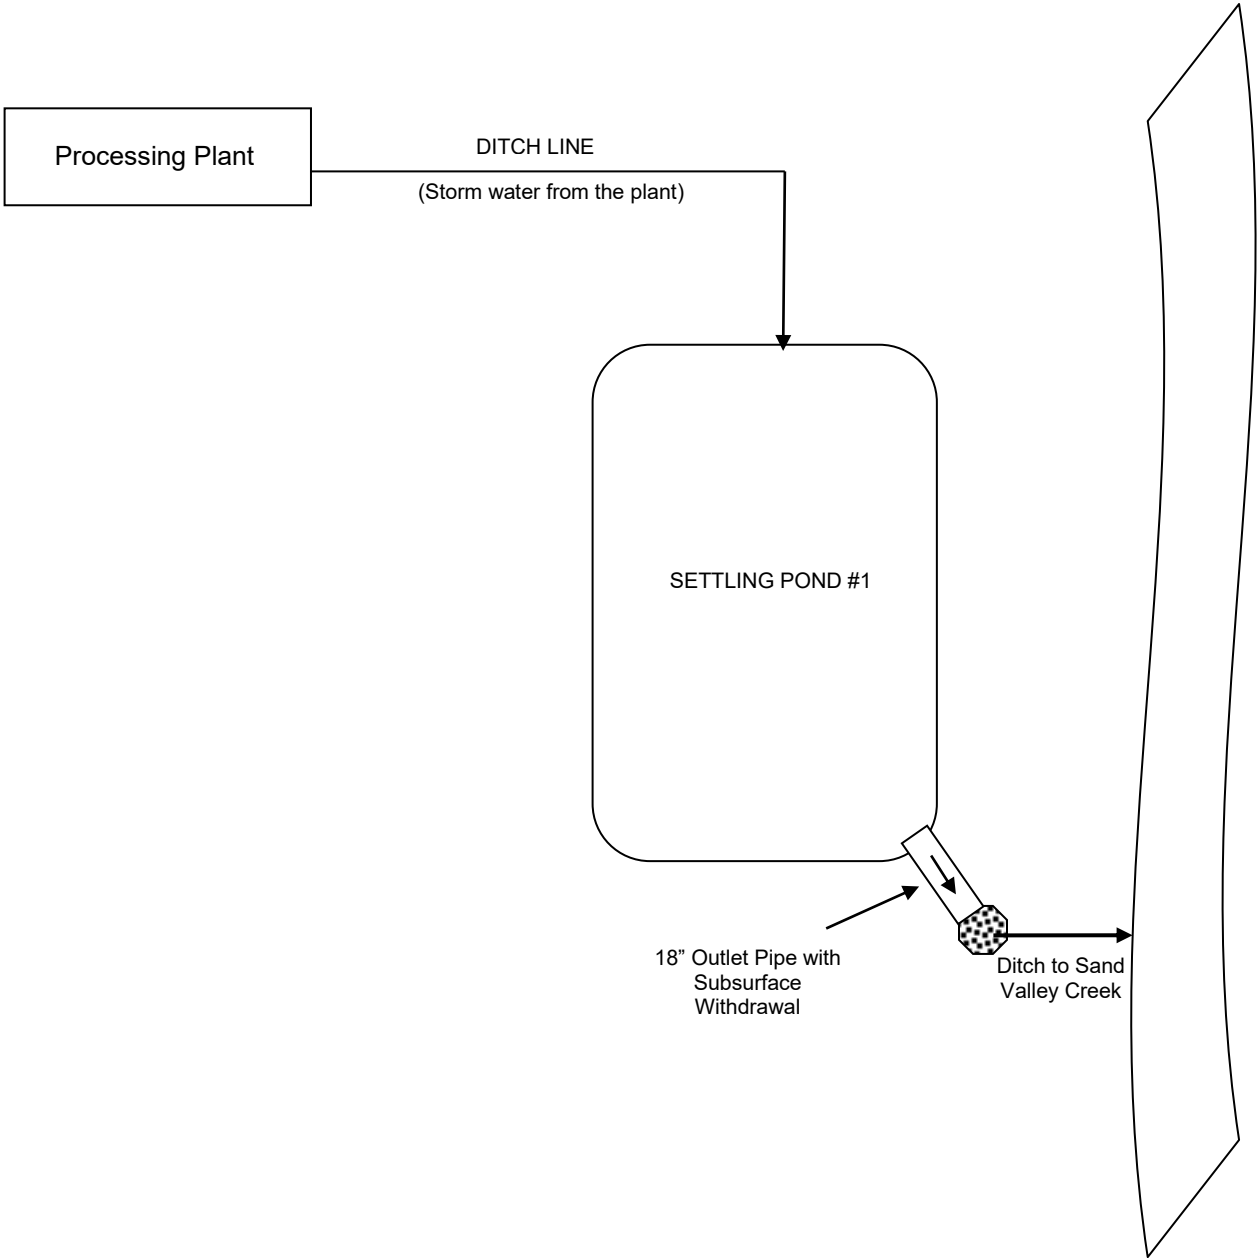 Processing Plant
DITCH LINE
(Storm water from the plant)
SETTLING POND #1
18” Outlet Pipe with
Subsurface
Withdrawal
Ditch to Sand
Valley Creek